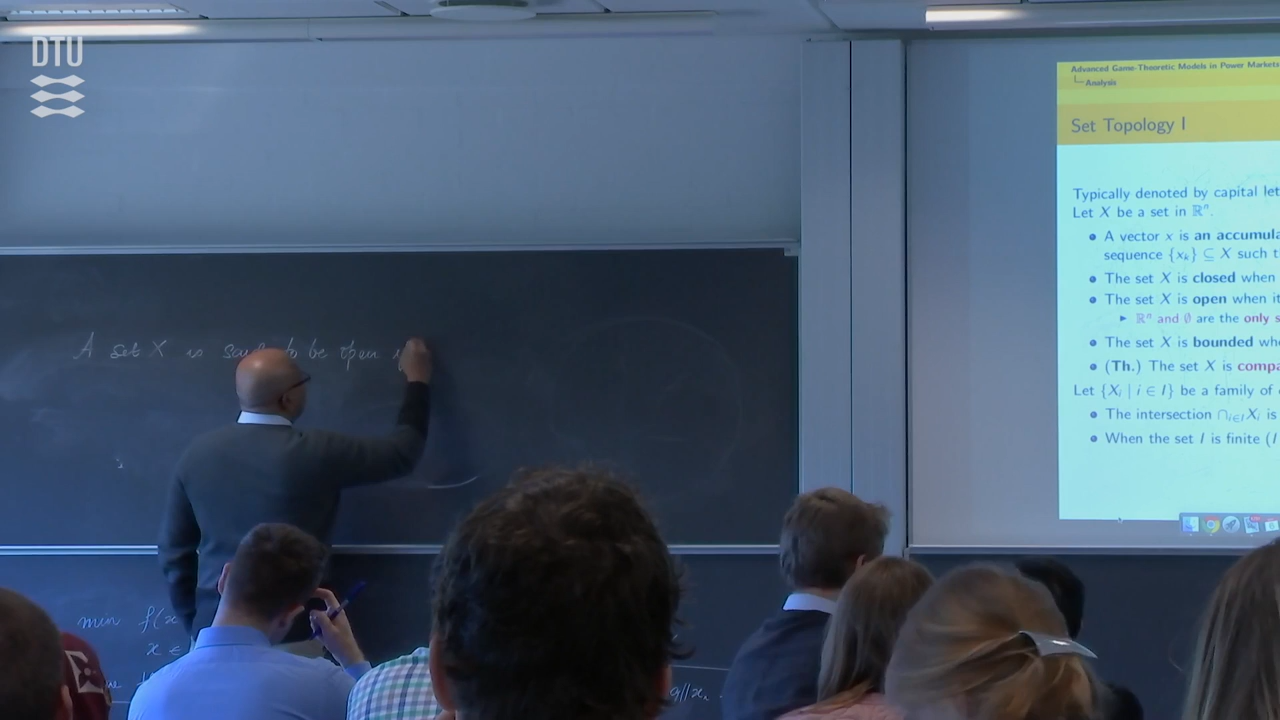 DTU
A set X is said to be open
min f(x
x ∈
Advanced Game-Theoretic Models in Power Markets
Analysis
Set Topology I
Typically denoted by capital let
Let X be a set in ℝⁿ.
A vector x is an accumula
sequence {xₖ} ⊆ X such t
The set X is closed when
The set X is open when it
ℝⁿ and ∅ are the only s
The set X is bounded whe
(Th.) The set X is compa
Let {Xᵢ | i ∈ I} be a family of
The intersection ∩ᵢ∈ᵢXᵢ is
When the set I is finite (I